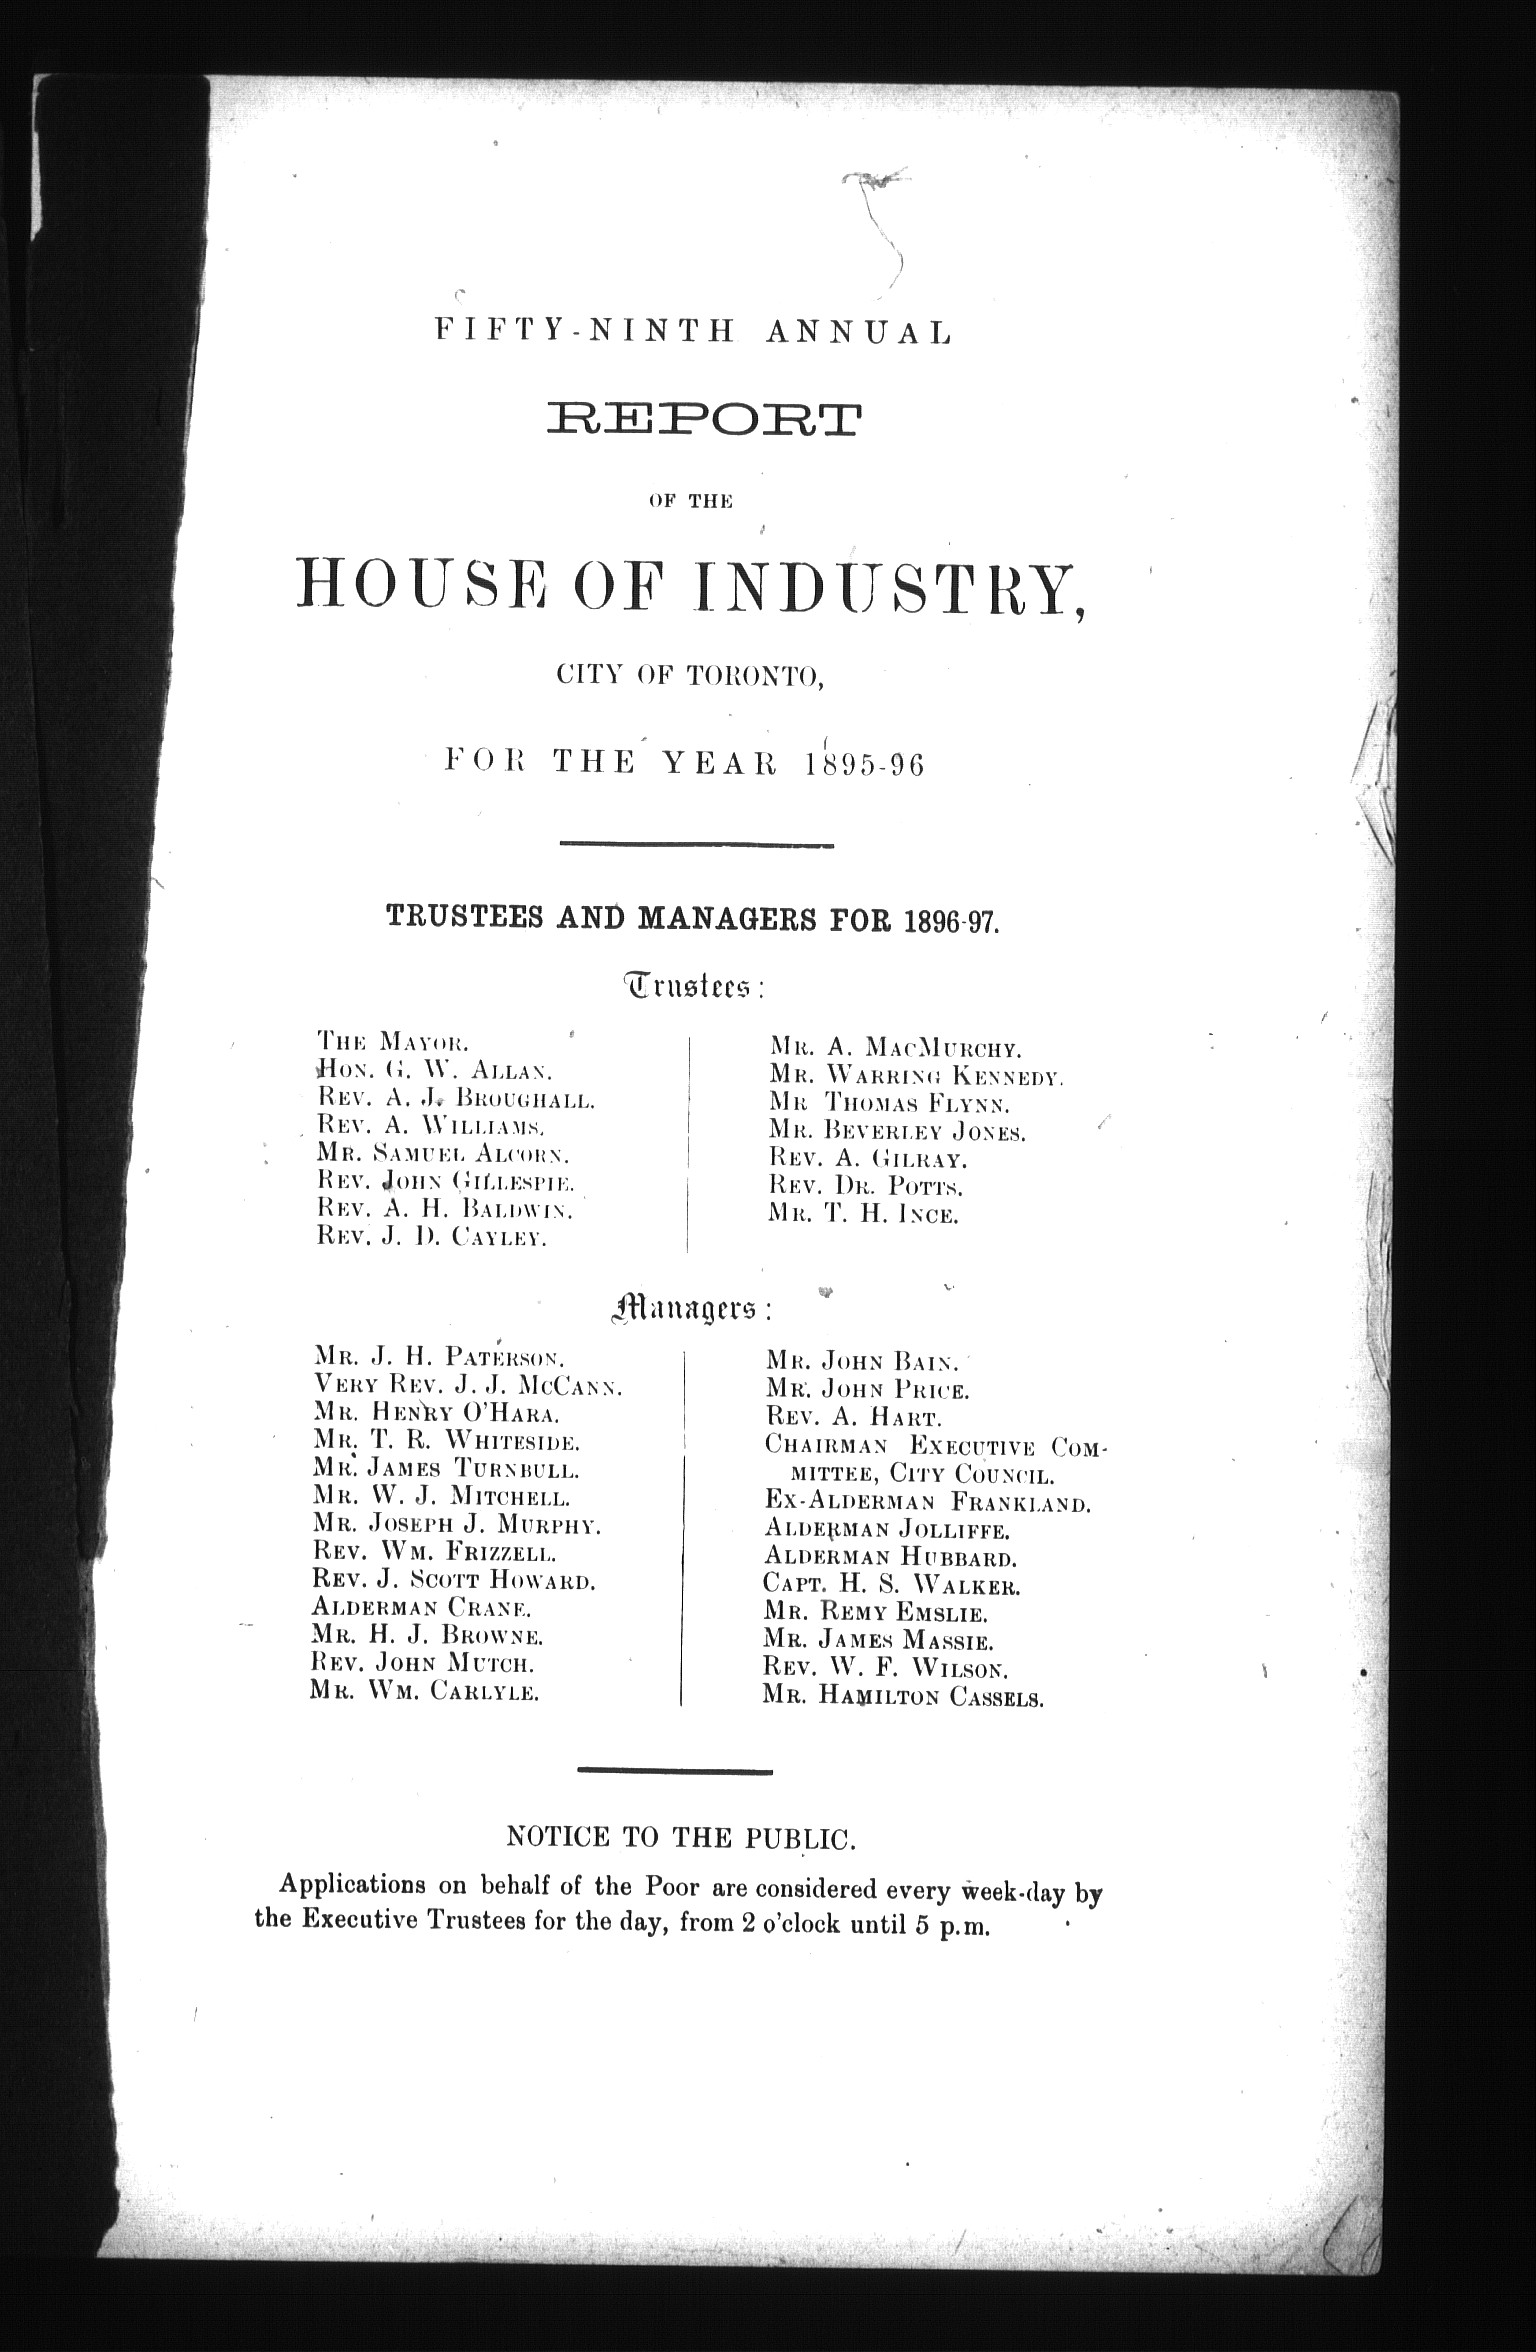 FIFTY-NINTH ANNUAL
REPORT
OF THE
HOUSE OF INDUSTRY,
CITY OF TORONTO,
FOR THE YEAR 1895-96
TRUSTEES AND MANAGERS FOR 1896-97.
Trustees:
THE MAYOR.
HON. G. W. ALLAN.
REV. A. J. BROUGHALL.
REV. A. WILLIAMS.
MR. SAMUEL ALCORN.
REV. JOHN GILLESPIE.
REV. A. H. BALDWIN.
REV. J. D. CAYLEY.
MR. A. MACMURCHY.
MR. WARRING KENNEDY.
MR THOMAS FLYNN.
MR. BEVERLEY JONES.
REV. A. GILRAY.
REV. DR. POTTS.
MR. T. H. INCE.
Managers:
MR. J. H. PATERSON.
VERY REV. J. J. MCCANN.
MR. HENRY O'HARA.
MR. T. R. WHITESIDE.
MR. JAMES TURNBULL.
MR. W. J. MITCHELL.
MR. JOSEPH J. MURPHY.
REV. WM. FRIZZELL.
REV. J. SCOTT HOWARD.
ALDERMAN CRANE.
MR. H. J. BROWNE.
REV. JOHN MUTCH.
MR. WM. CARLYLE.
MR. JOHN BAIN.
MR. JOHN PRICE.
REV. A. HART.
CHAIRMAN EXECUTIVE COM-
MITTEE, CITY COUNCIL.
EX-ALDERMAN FRANKLAND.
ALDERMAN JOLLIFFE.
ALDERMAN HUBBARD.
CAPT. H. S. WALKER.
MR. REMY EMSLIE.
MR. JAMES MASSIE.
REV. W. F. WILSON.
MR. HAMILTON CASSELS.
NOTICE TO THE PUBLIC.
Applications on behalf of the Poor are considered every week-day by
the Executive Trustees for the day, from 2 o'clock until 5 p.m.